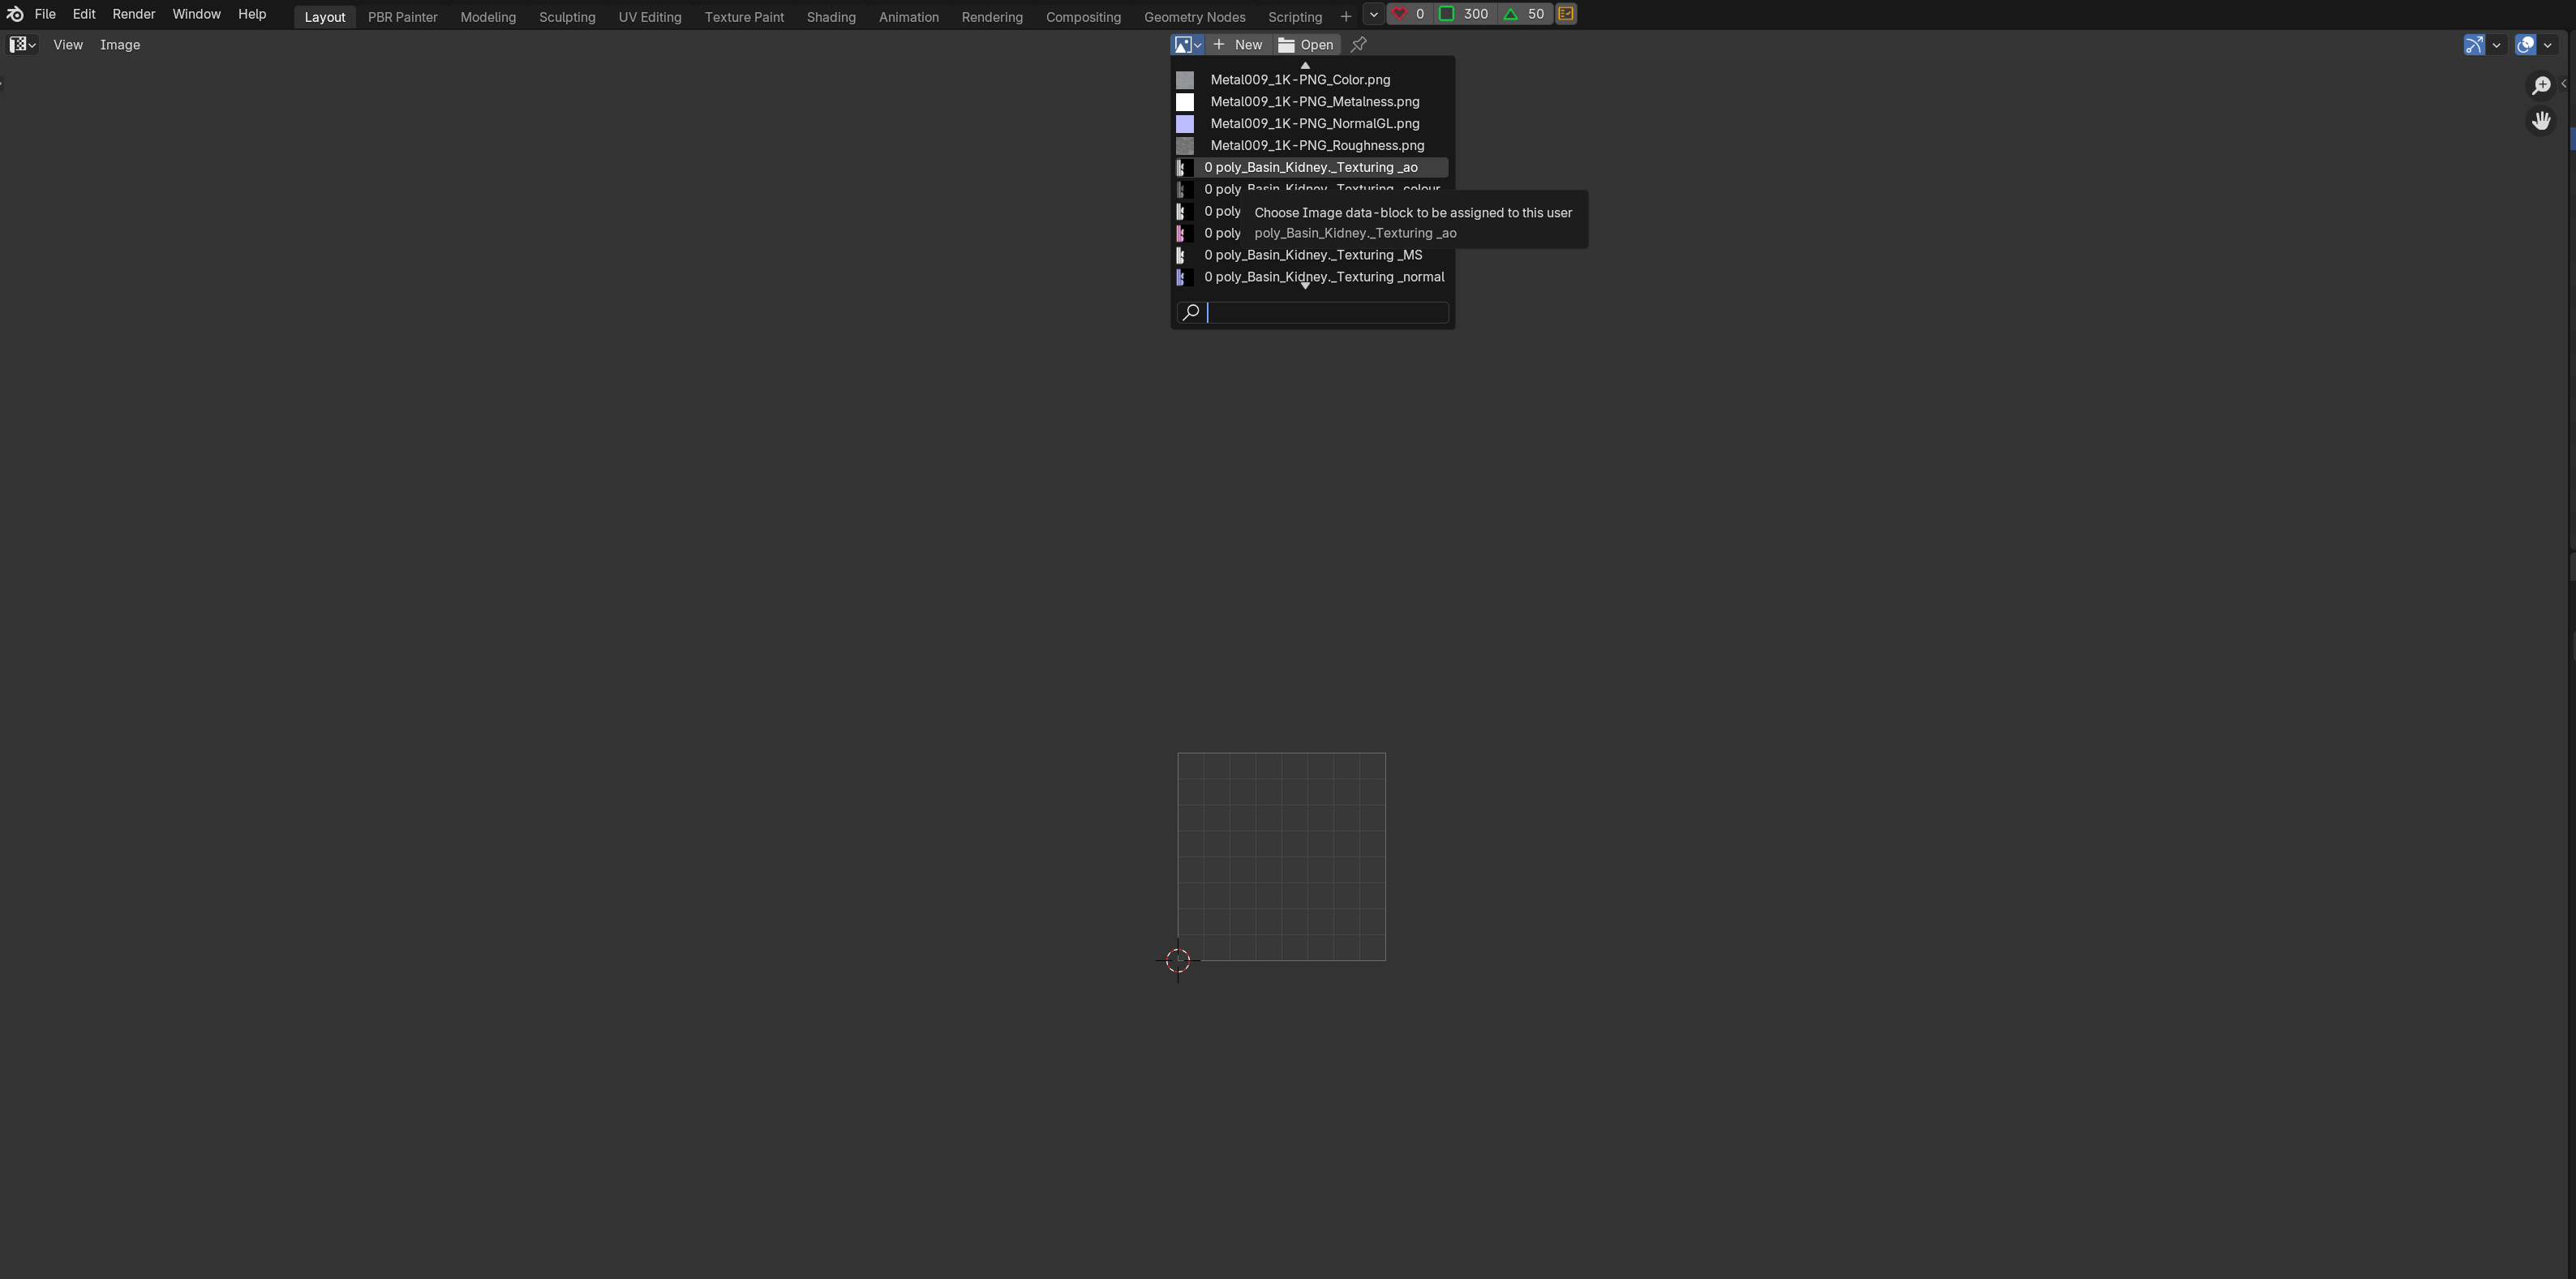 File Edit Render Window Help Layout PBR Painter Modeling Sculpting UV Editing Texture Paint Shading Animation Rendering Compositing Geometry Nodes Scripting + 0 300 50
View Image New Open
Metal009_1K-PNG_Color.png
Metal009_1K-PNG_Metalness.png
Metal009_1K-PNG_NormalGL.png
Metal009_1K-PNG_Roughness.png
0 poly_Basin_Kidney._Texturing _ao
0 poly_Basin_Kidney._Texturing _colour
0 poly
Choose Image data-block to be assigned to this user
0 poly
poly_Basin_Kidney._Texturing _ao
0 poly_Basin_Kidney._Texturing _MS
0 poly_Basin_Kidney._Texturing _normal